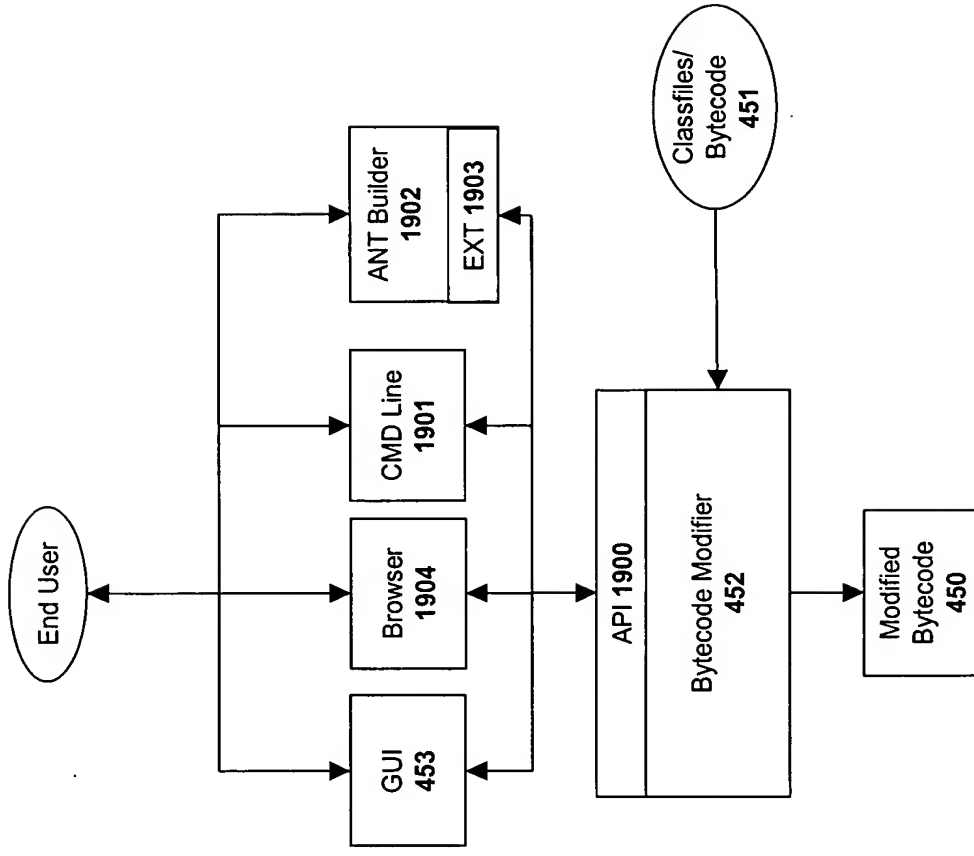 End User
GUI
453
Browser
1904
CMD Line
1901
ANT Builder
1902
EXT 1903
API 1900
Bytecode Modifier
452
Classfiles/
Bytecode
451
Modified
Bytecode
450